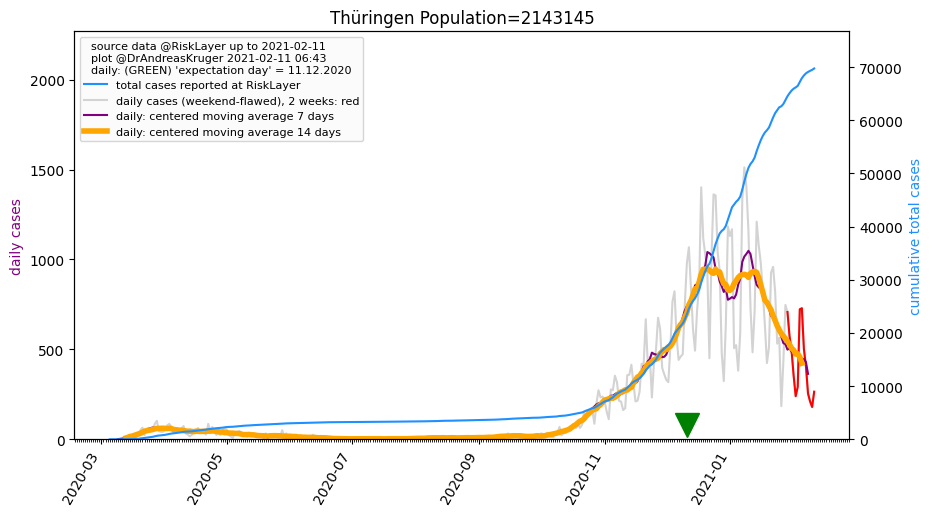 Thüringen Population=2143145
source data @RiskLayer up to 2021-02-11
plot @DrAndreasKruger 2021-02-11 06:43
daily: (GREEN) 'expectation day' = 11.12.2020
total cases reported at RiskLayer
daily cases (weekend-flawed), 2 weeks: red
daily: centered moving average 7 days
daily: centered moving average 14 days
daily cases
2000
1500
1000
500
0
cumulative total cases
70000
60000
50000
40000
30000
20000
10000
0
2020-03
2020-05
2020-07
2020-09
2020-11
2021-01